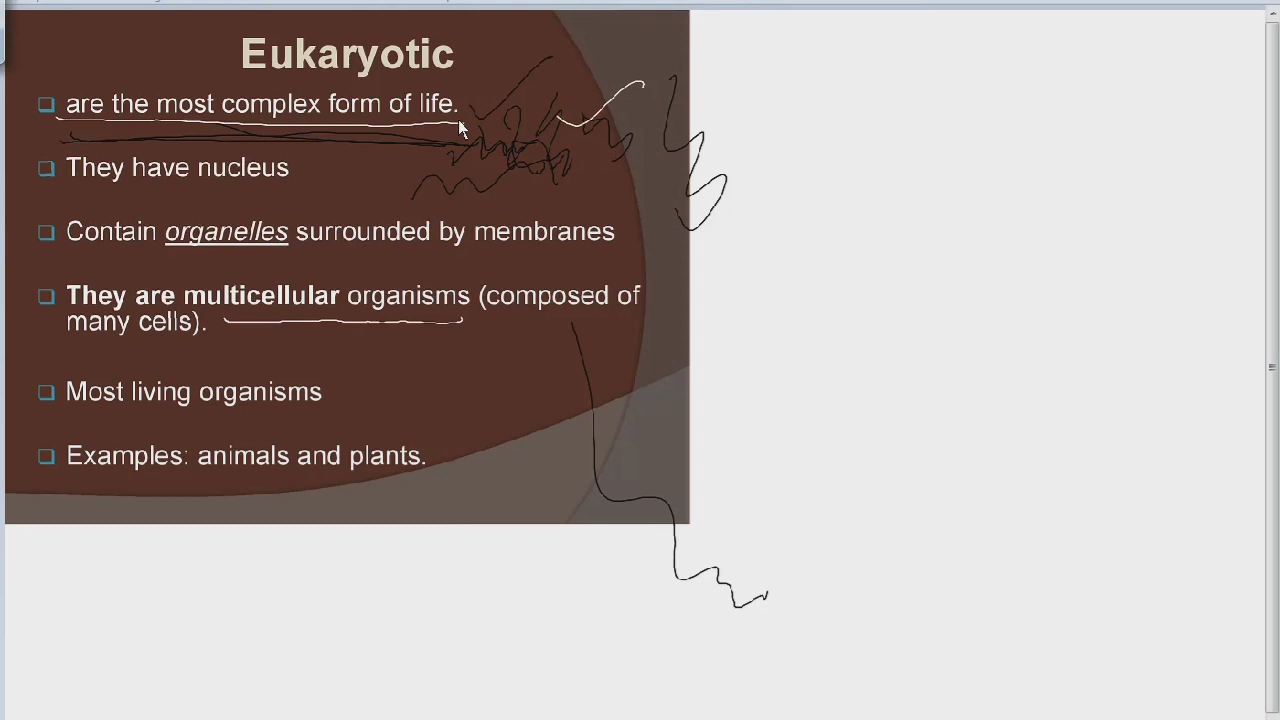 Eukaryotic
are the most complex form of life.
They have nucleus
Contain organelles surrounded by membranes
They are multicellular organisms (composed of
many cells).
Most living organisms
Examples: animals and plants.